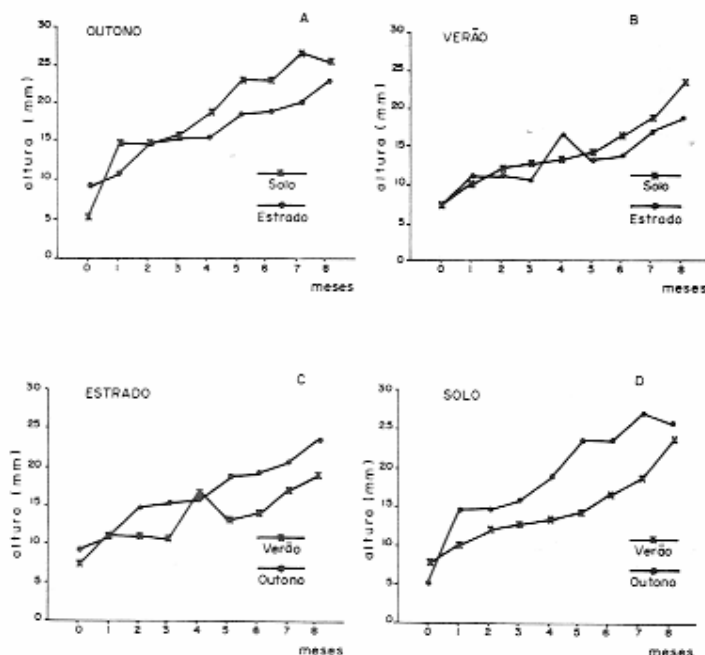 A
OUTONO
altura (mm)
30
25
20
15
10
5
0
Solo
Estrado
0 1 2 3 4 5 6 7 8
meses
B
VERÃO
altura (mm)
30
25
20
15
10
5
0
Solo
Estrado
0 1 2 3 4 5 6 7 8
meses
C
ESTRADO
altura (mm)
30
25
20
15
10
5
0
Verão
Outono
0 1 2 3 4 5 6 7 8
meses
D
SOLO
altura (mm)
30
25
20
15
10
5
0
Verão
Outono
0 1 2 3 4 5 6 7 8
meses